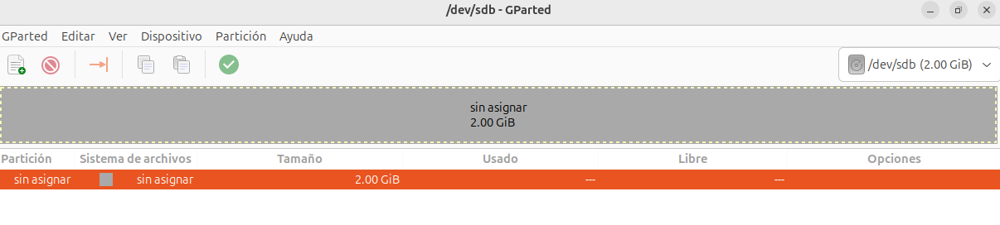 /dev/sdb - GParted
GParted Editar Ver Dispositivo Partición Ayuda
/dev/sdb (2.00 GiB)
sin asignar
2.00 GiB
Partición Sistema de archivos Tamaño Usado Libre Opciones
sin asignar sin asignar 2.00 GiB --- ---